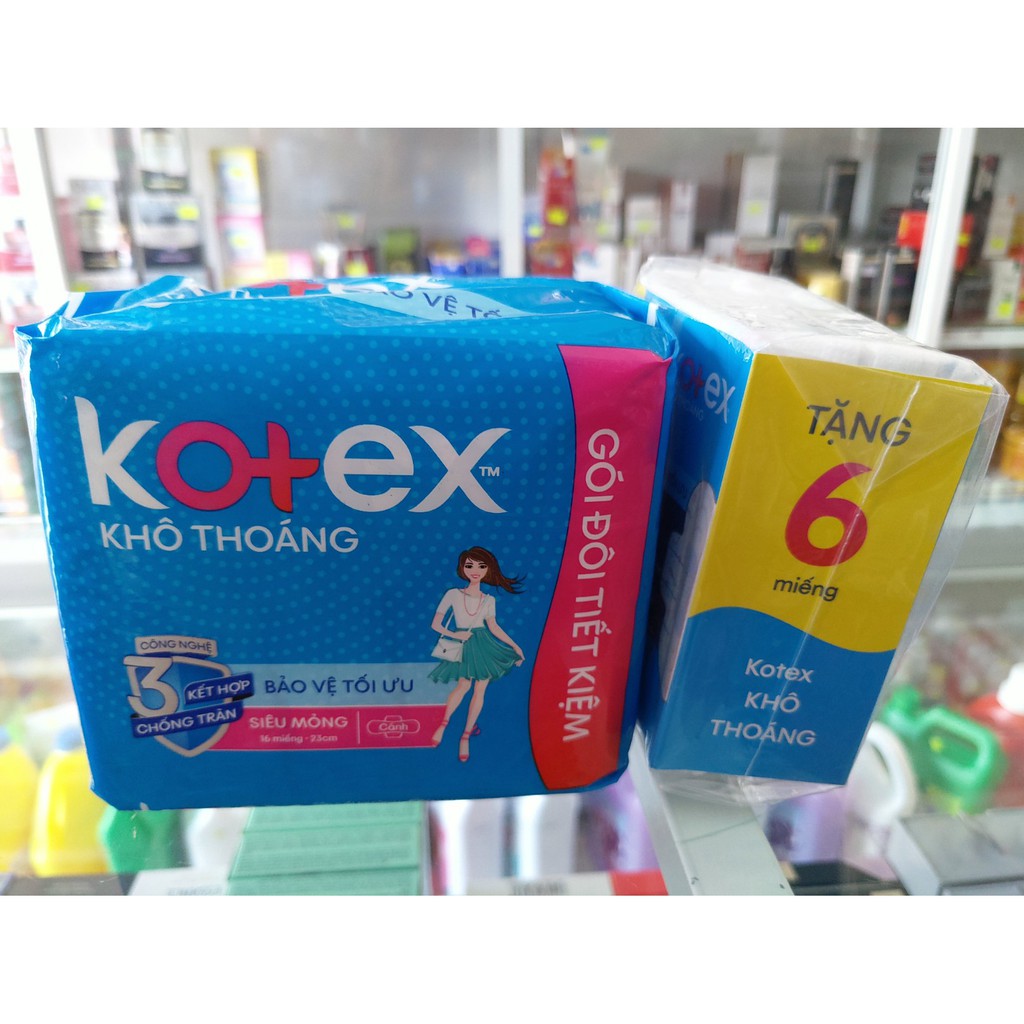 BẢO VỆ TỐ
kotex™
KHÔ THOÁNG
GÓI ĐÔI TIẾT KIỆM
CÔNG NGHỆ
3
KẾT HỢP
CHỐNG TRÀN
BẢO VỆ TỐI ƯU
SIÊU MỎNG
16 miếng - 23cm
Cánh
otex
TẶNG
6
miếng
Kotex
KHÔ
THOÁNG